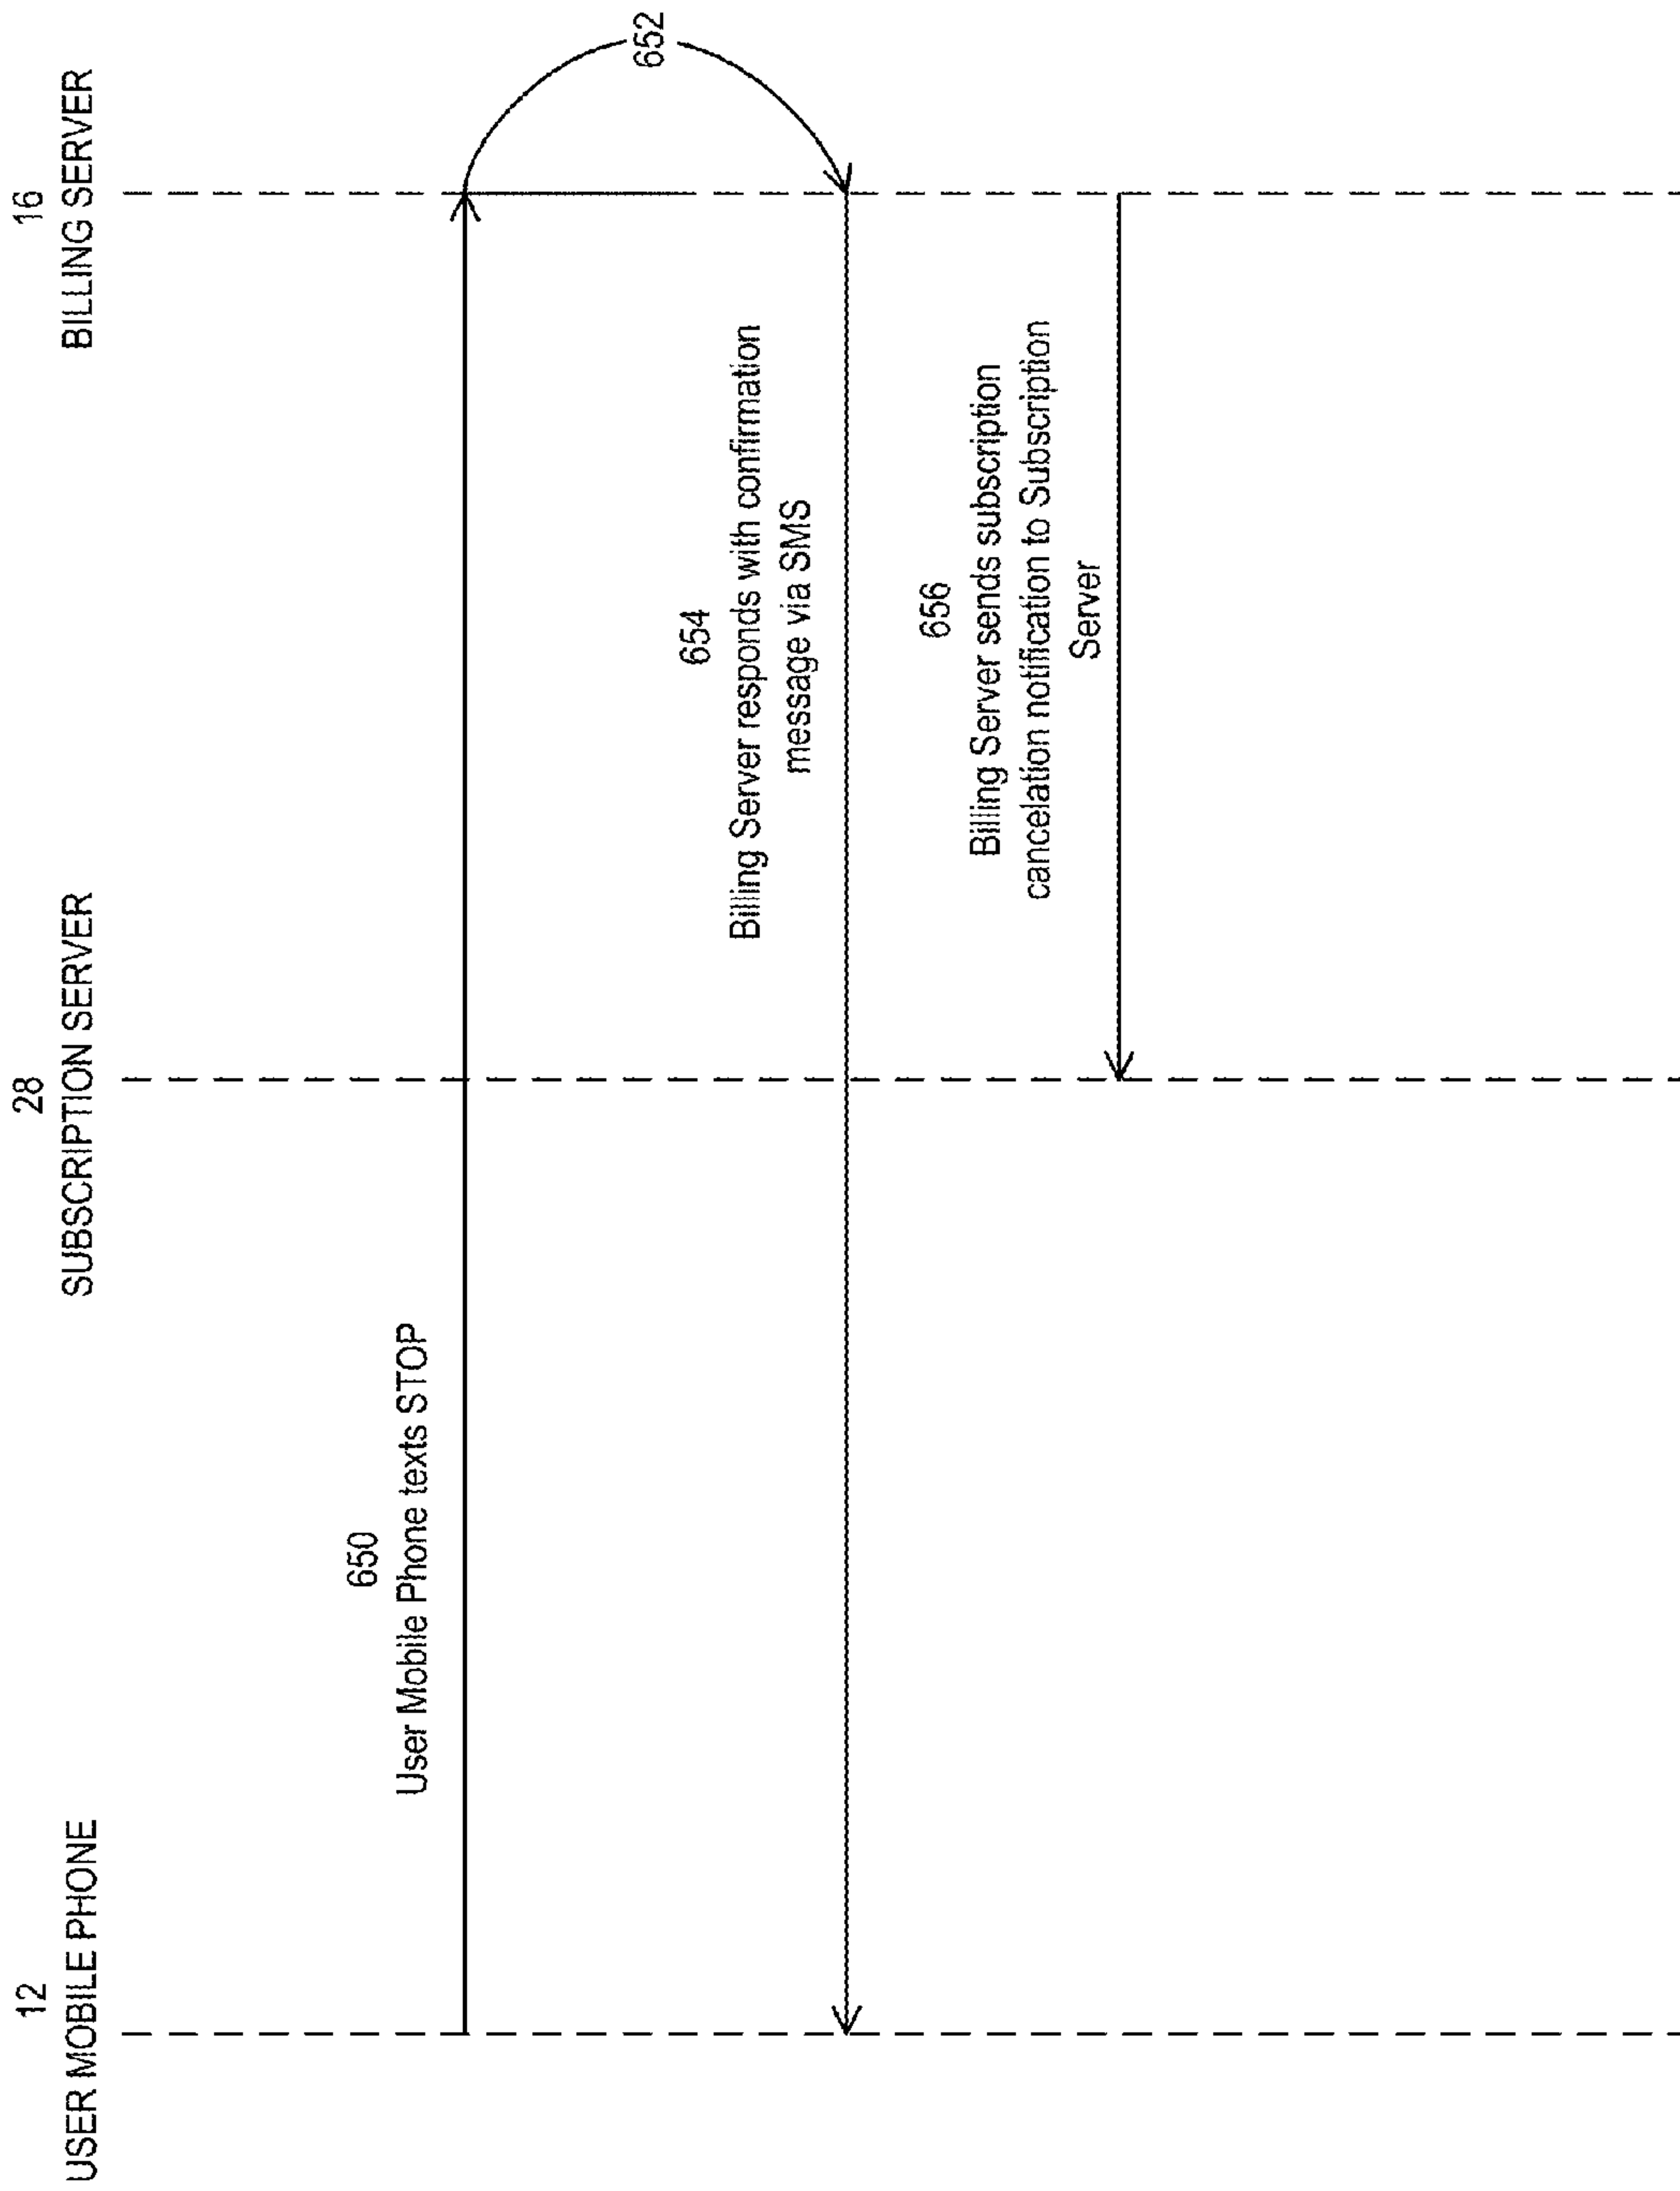 12
USER MOBILE PHONE
28
SUBSCRIPTION SERVER
16
BILLING SERVER
650
User Mobile Phone texts STOP
652
654
Billing Server responds with confirmation
message via SMS
656
Billing Server sends subscription
cancelation notification to Subscription
Server